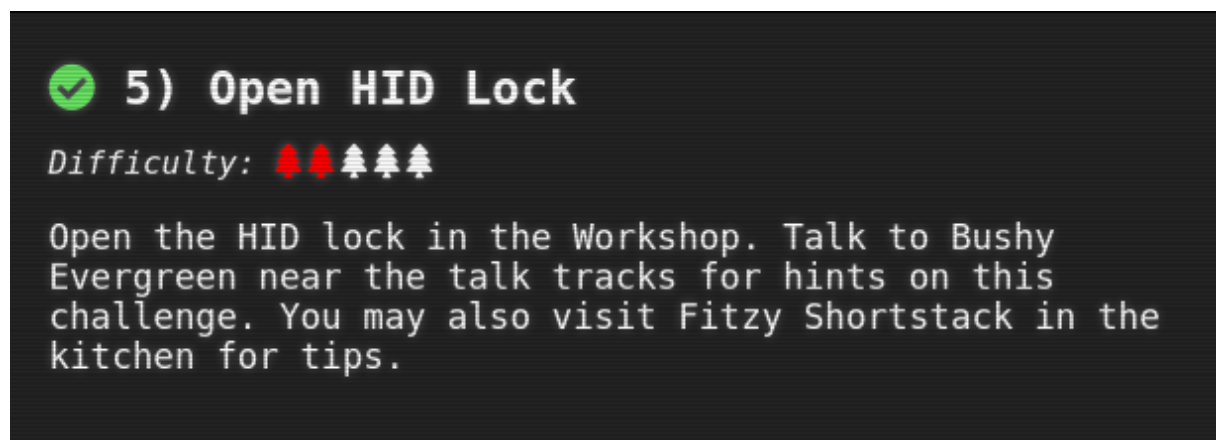 5) Open HID Lock
Difficulty:
Open the HID lock in the Workshop. Talk to Bushy
Evergreen near the talk tracks for hints on this
challenge. You may also visit Fitzy Shortstack in the
kitchen for tips.